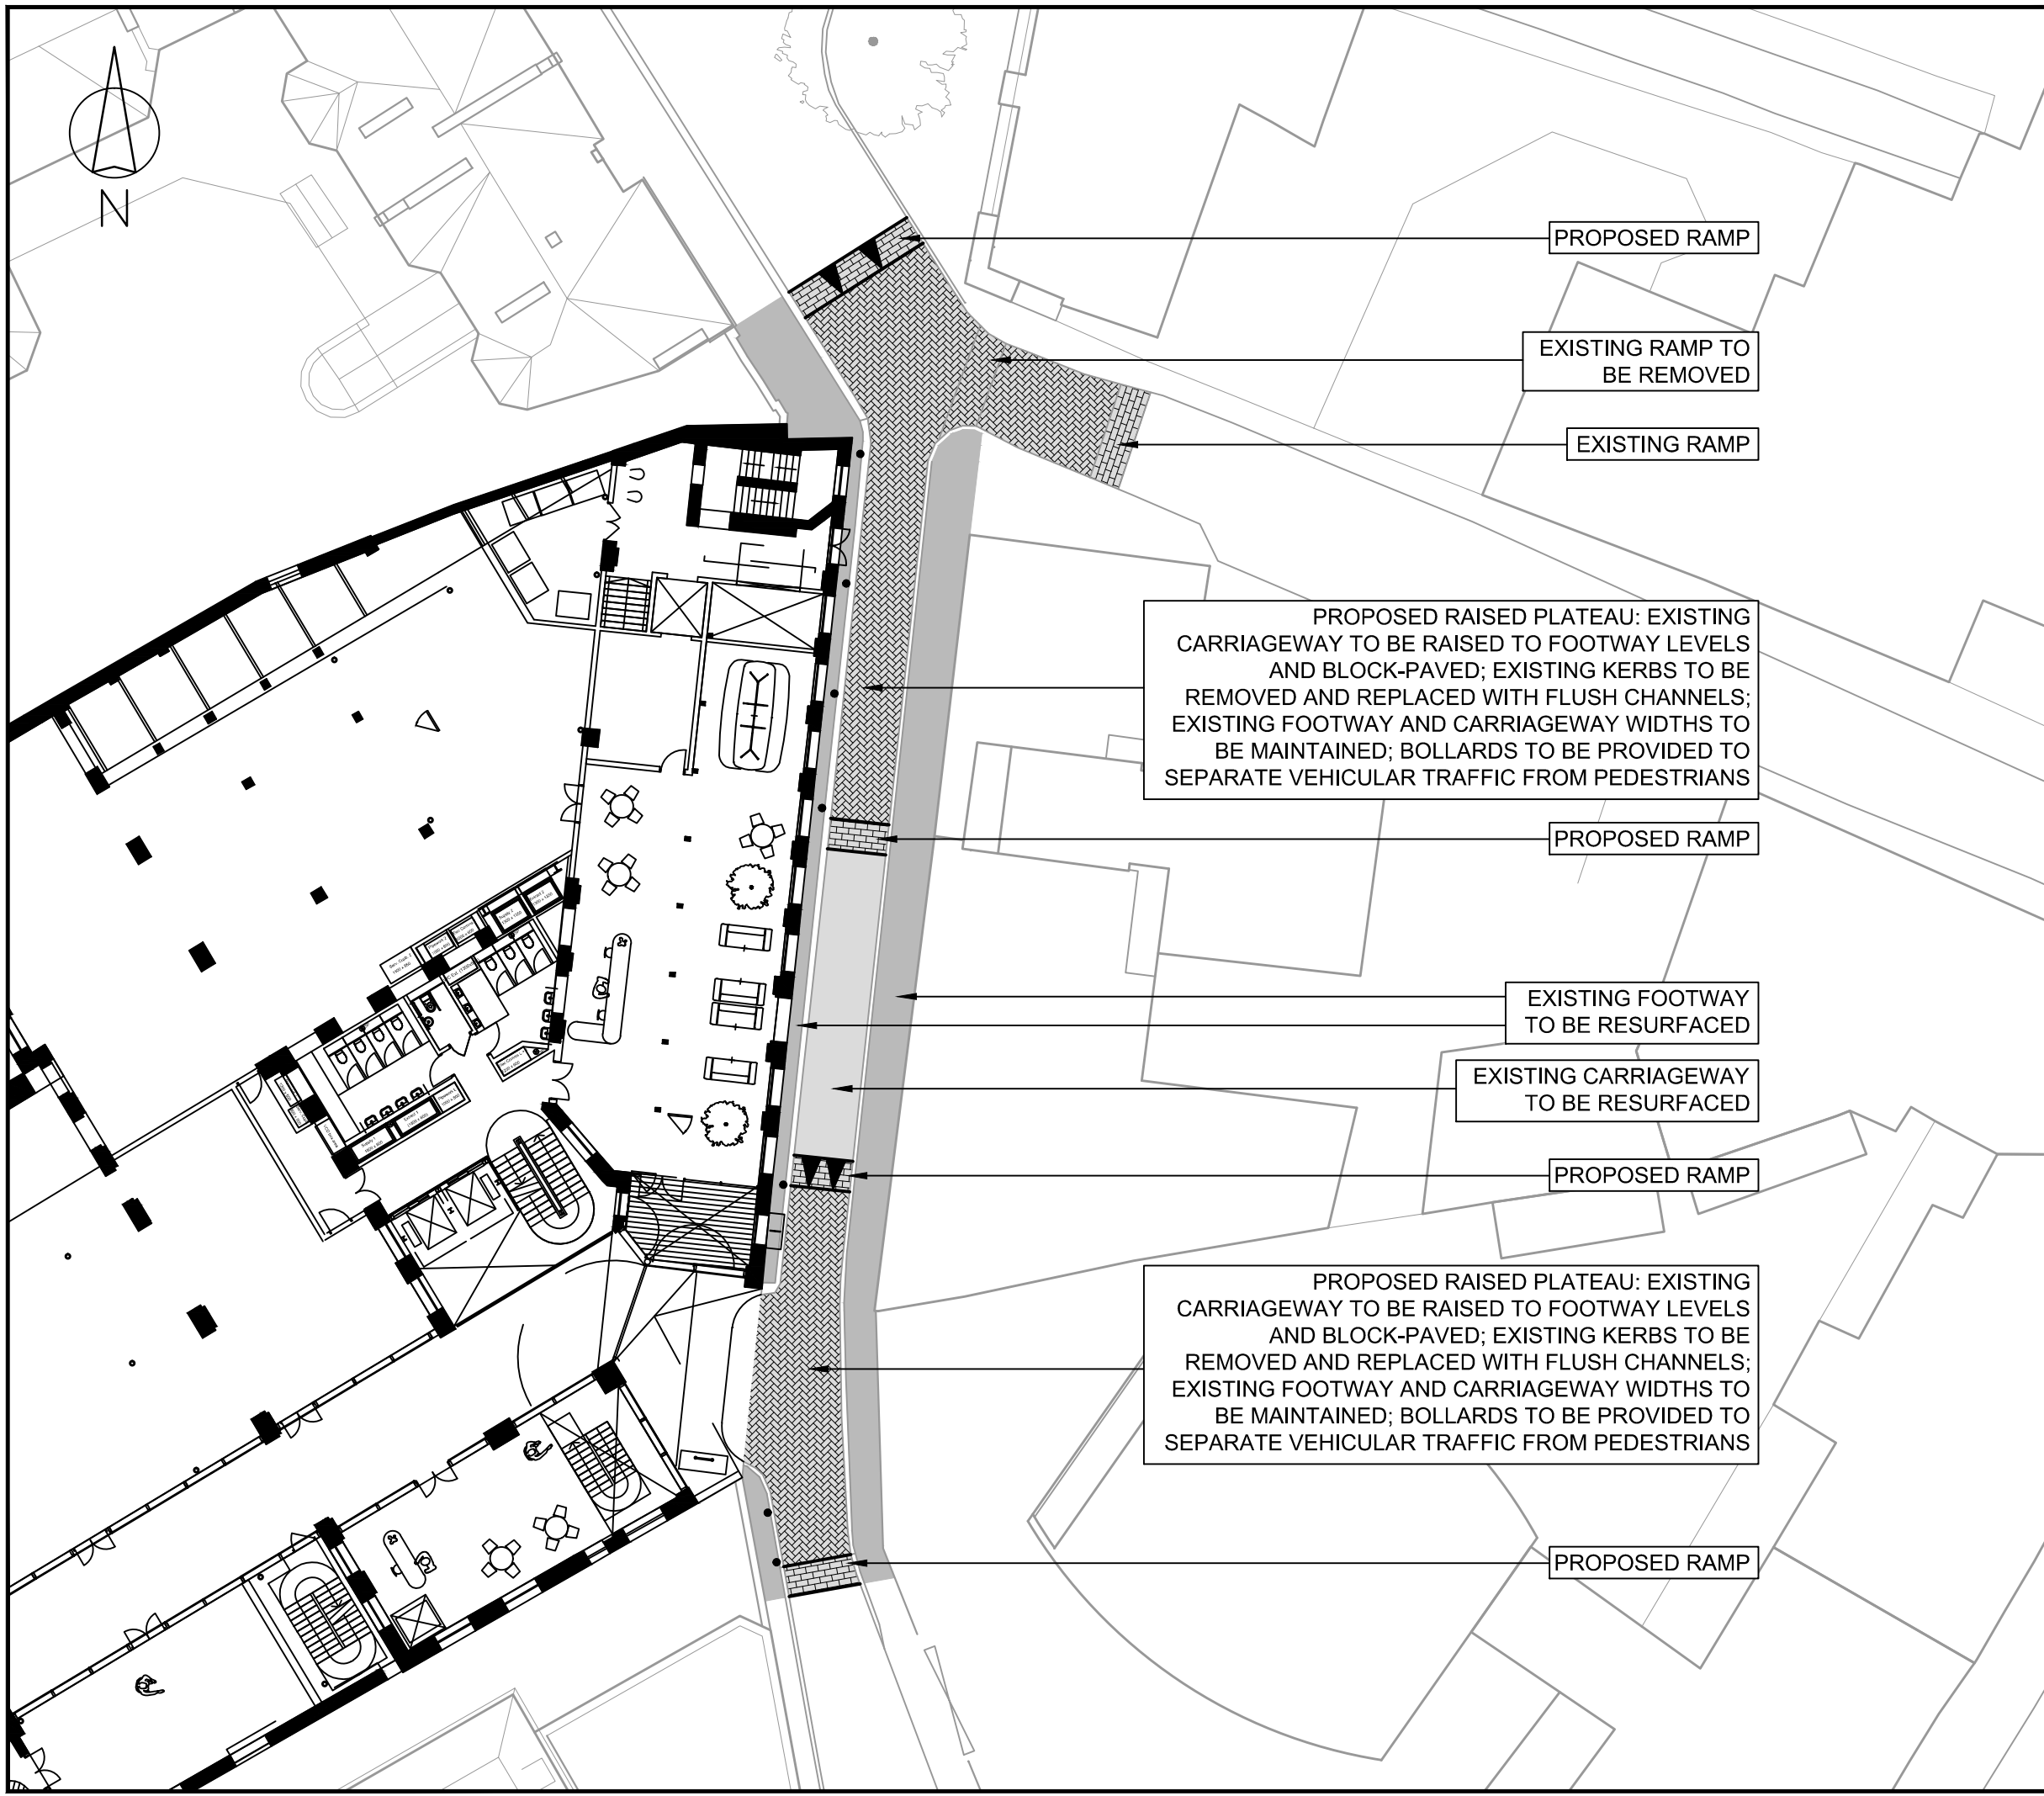 N
PROPOSED RAMP
EXISTING RAMP TO
BE REMOVED
EXISTING RAMP
PROPOSED RAISED PLATEAU: EXISTING
CARRIAGEWAY TO BE RAISED TO FOOTWAY LEVELS
AND BLOCK-PAVED; EXISTING KERBS TO BE
REMOVED AND REPLACED WITH FLUSH CHANNELS;
EXISTING FOOTWAY AND CARRIAGEWAY WIDTHS TO
BE MAINTAINED; BOLLARDS TO BE PROVIDED TO
SEPARATE VEHICULAR TRAFFIC FROM PEDESTRIANS
PROPOSED RAMP
EXISTING FOOTWAY
TO BE RESURFACED
EXISTING CARRIAGEWAY
TO BE RESURFACED
PROPOSED RAMP
PROPOSED RAISED PLATEAU: EXISTING
CARRIAGEWAY TO BE RAISED TO FOOTWAY LEVELS
AND BLOCK-PAVED; EXISTING KERBS TO BE
REMOVED AND REPLACED WITH FLUSH CHANNELS;
EXISTING FOOTWAY AND CARRIAGEWAY WIDTHS TO
BE MAINTAINED; BOLLARDS TO BE PROVIDED TO
SEPARATE VEHICULAR TRAFFIC FROM PEDESTRIANS
PROPOSED RAMP